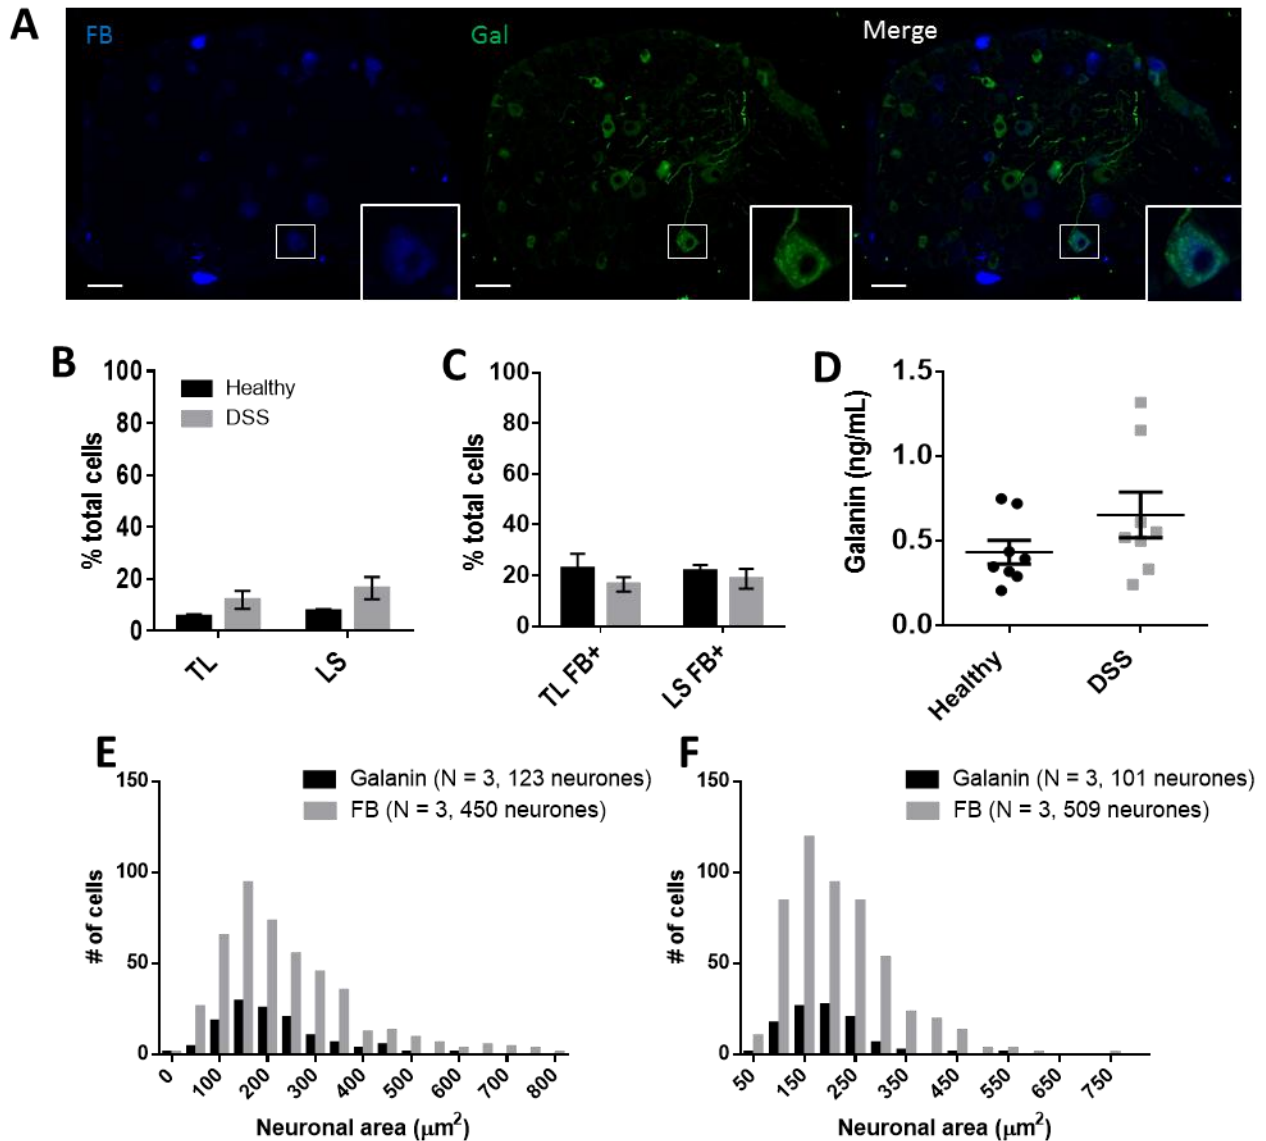 A
FB
Gal
Merge
B
100
80
60
40
20
0
% total cells
Healthy
DSS
TL
LS
C
100
80
60
40
20
0
% total cells
TL FB+
LS FB+
D
1.5
1.0
0.5
0.0
Galanin (ng/mL)
Healthy
DSS
E
150
100
50
0
# of cells
Galanin (N = 3, 123 neurones)
FB (N = 3, 450 neurones)
0
100
200
300
400
500
600
700
800
Neuronal area (μm²)
F
150
100
50
0
# of cells
Galanin (N = 3, 101 neurones)
FB (N = 3, 509 neurones)
50
150
250
350
450
550
650
750
Neuronal area (μm²)